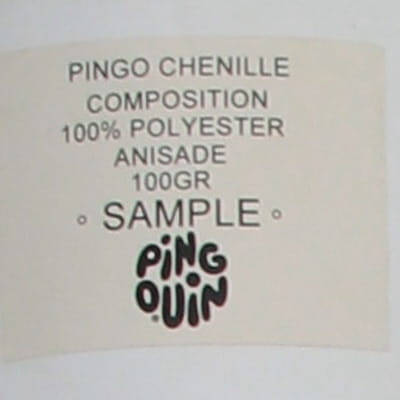 PINGO CHENILLE
COMPOSITION
100% POLYESTER
ANISADE
100GR
° SAMPLE °
PiNG
OUiN